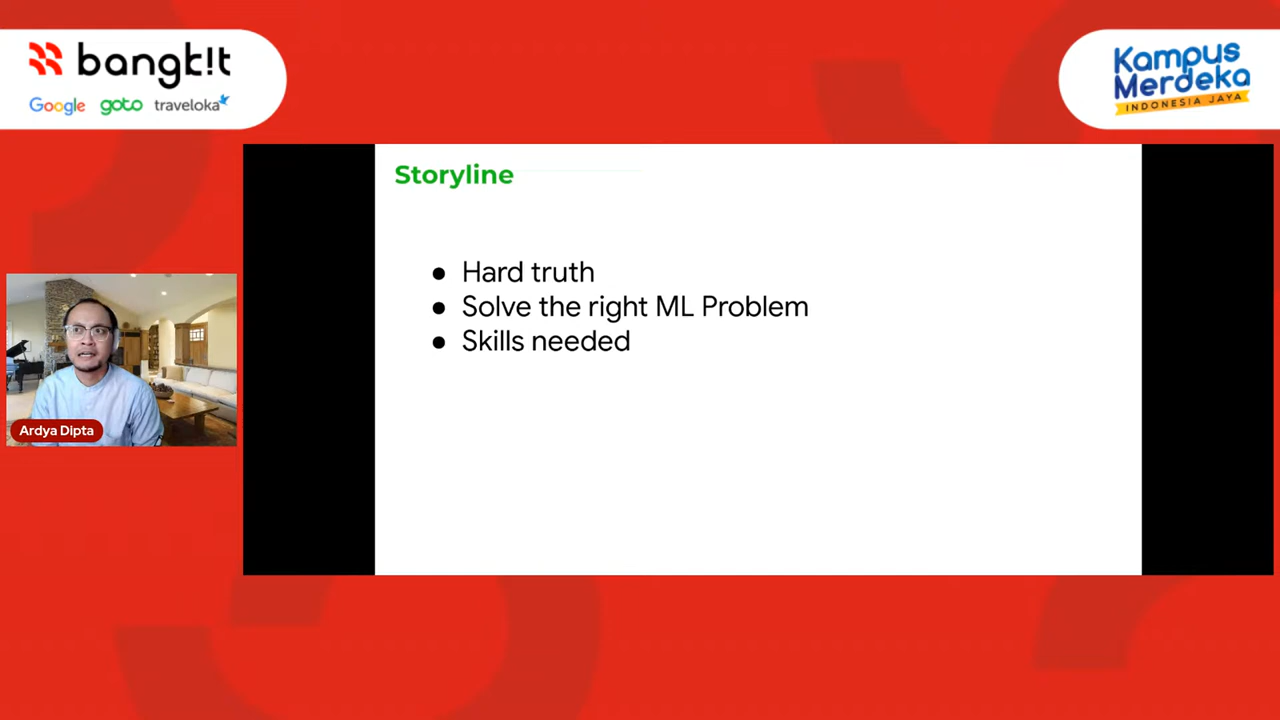 bangk!t
Google goto traveloka
Kampus
Merdeka
INDONESIA JAYA
Storyline
● Hard truth
● Solve the right ML Problem
● Skills needed
Ardya Dipta